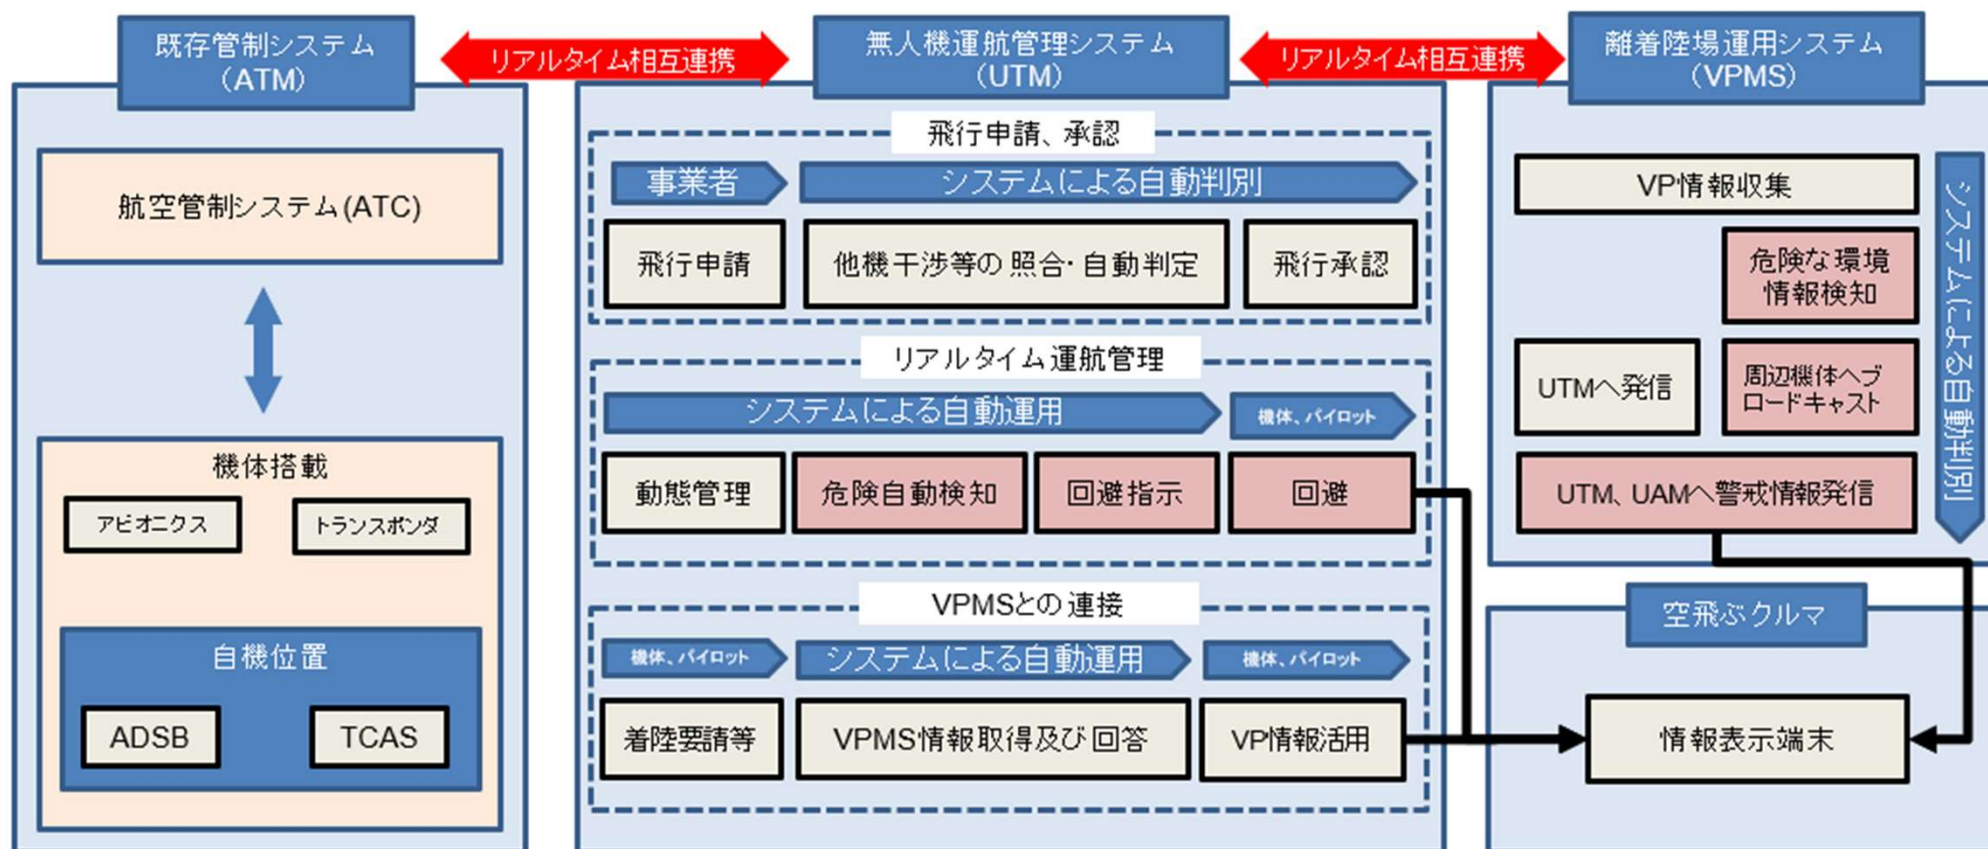 既存管制システム
(ATM)
リアルタイム相互連携
無人機運航管理システム
(UTM)
リアルタイム相互連携
離着陸場運用システム
(VPMS)
航空管制システム(ATC)
機体搭載
アビオニクス
トランスポンダ
自機位置
ADSB
TCAS
飛行申請、承認
事業者
システムによる自動判別
飛行申請
他機干渉等の照合・自動判定
飛行承認
リアルタイム運航管理
システムによる自動運用
機体、パイロット
動態管理
危険自動検知
回避指示
回避
VPMSとの連接
機体、パイロット
システムによる自動運用
機体、パイロット
着陸要請等
VPMS情報取得及び回答
VP情報活用
VP情報収集
危険な環境
情報検知
UTMへ発信
周辺機体へブ
ロードキャスト
UTM、UAMへ警戒情報発信
システムによる自動判別
空飛ぶクルマ
情報表示端末